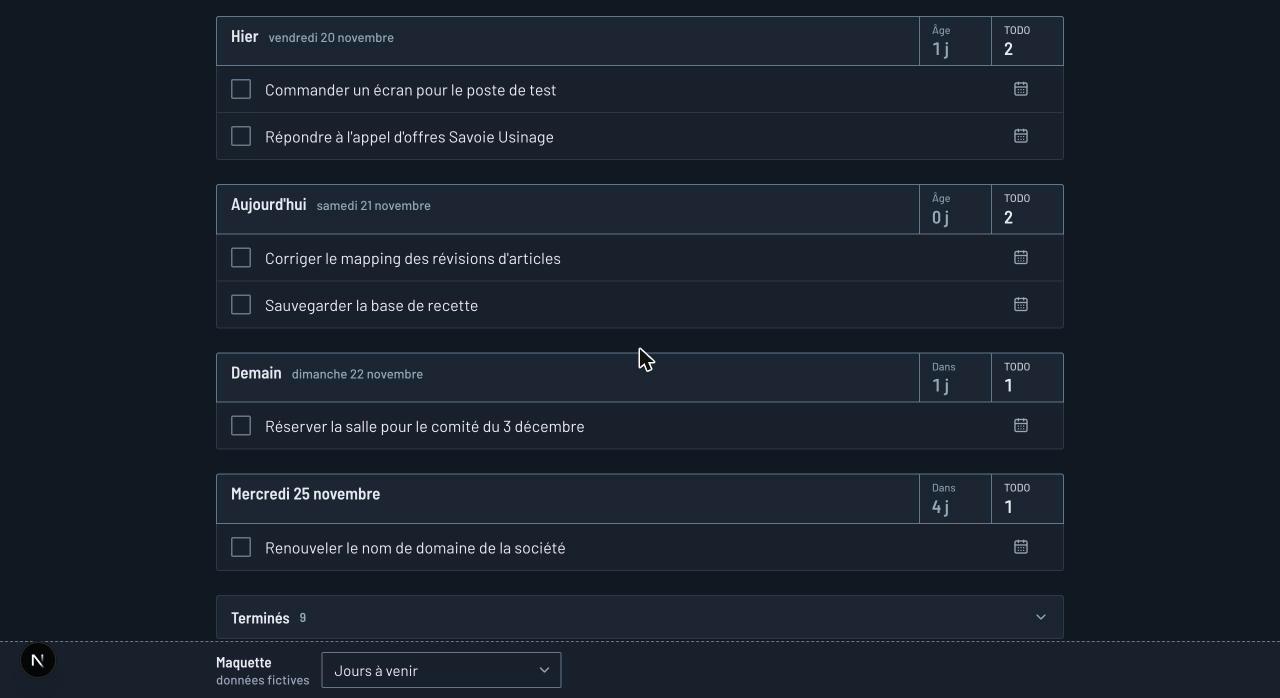 Hier vendredi 20 novembre Âge TODO
1 j 2
Commander un écran pour le poste de test
Répondre à l'appel d'offres Savoie Usinage
Aujourd'hui samedi 21 novembre Âge TODO
0 j 2
Corriger le mapping des révisions d'articles
Sauvegarder la base de recette
Demain dimanche 22 novembre Dans TODO
1 j 1
Réserver la salle pour le comité du 3 décembre
Mercredi 25 novembre Dans TODO
4 j 1
Renouveler le nom de domaine de la société
Terminés 9
N
Maquette
données fictives
Jours à venir